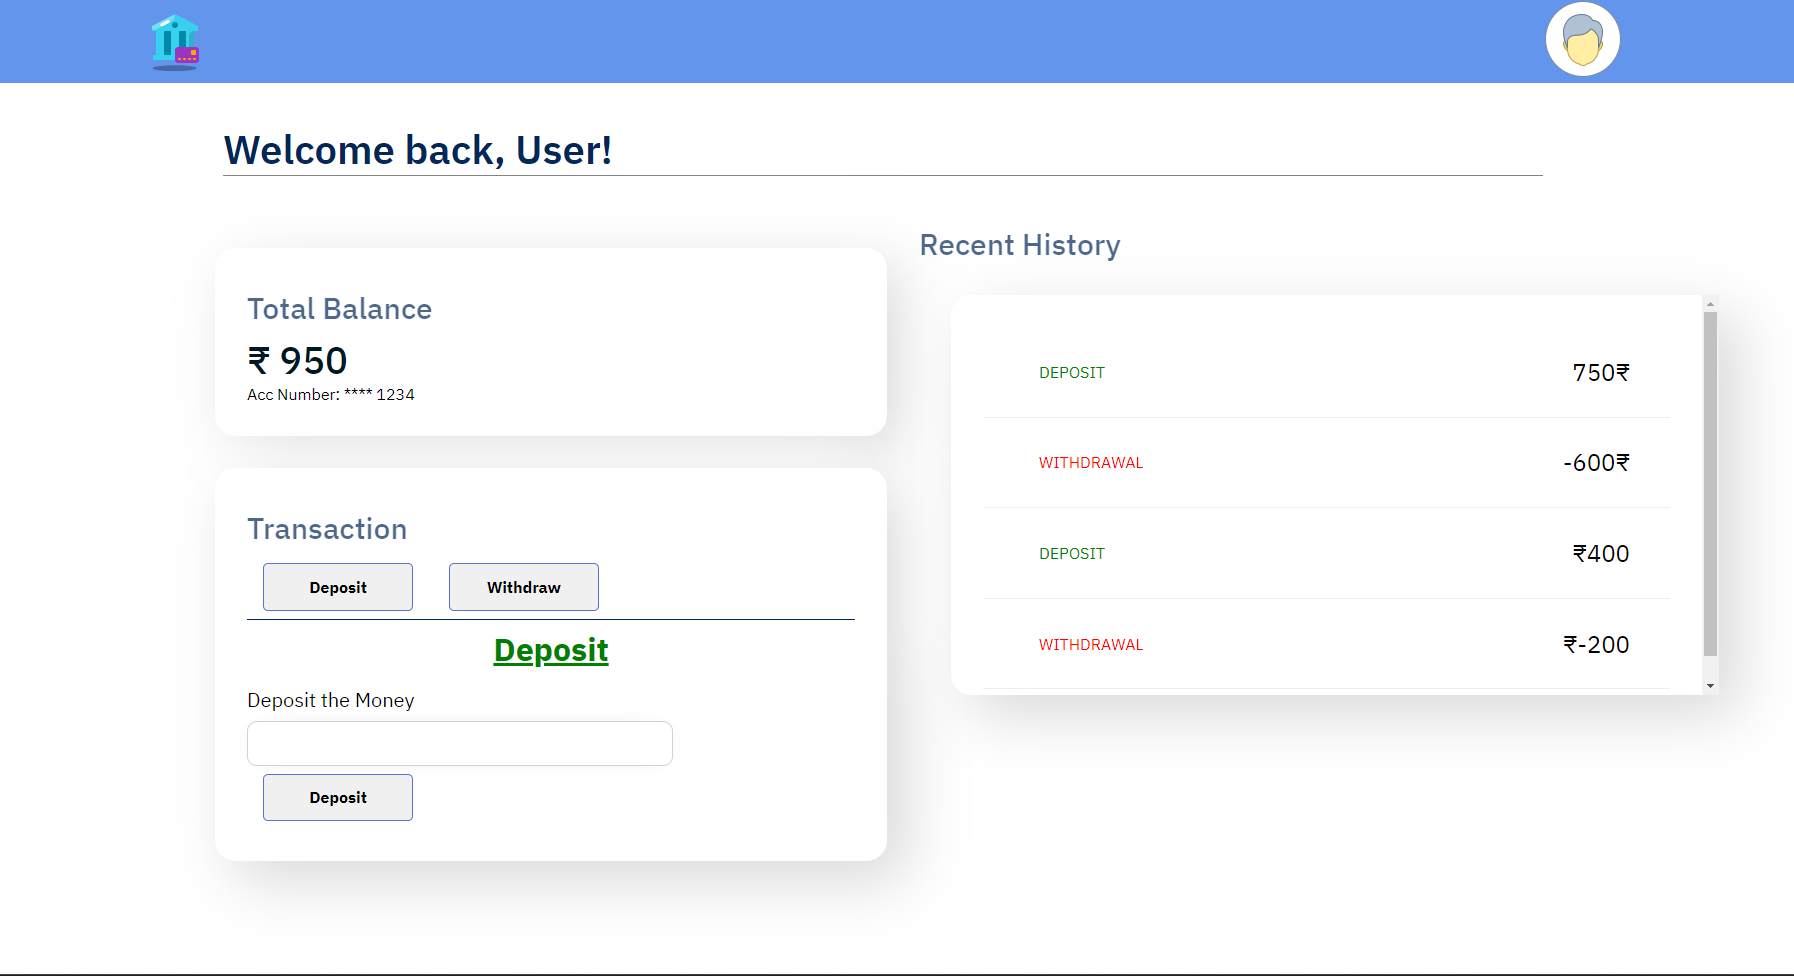 Welcome back, User!
Total Balance
₹ 950
Acc Number: **** 1234
Transaction
Deposit Withdraw
Deposit
Deposit the Money
Deposit
Recent History
DEPOSIT 750₹
WITHDRAWAL -600₹
DEPOSIT ₹400
WITHDRAWAL ₹-200